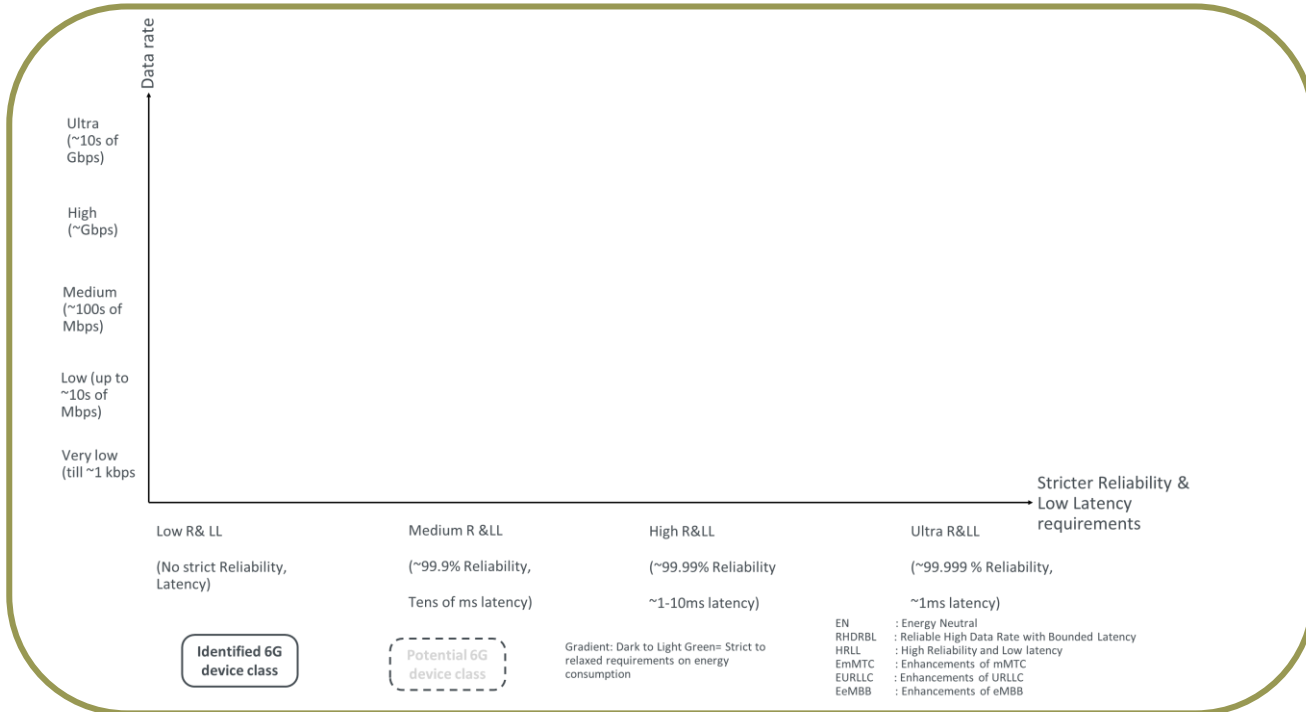 Data rate
Ultra
(~10s of
Gbps)
High
(~Gbps)
Medium
(~100s of
Mbps)
Low (up to
~10s of
Mbps)
Very low
(till ~1 kbps
Stricter Reliability &
Low Latency
requirements
Low R& LL
(No strict Reliability,
Latency)
Medium R &LL
(~99.9% Reliability,
Tens of ms latency)
High R&LL
(~99.99% Reliability
~1-10ms latency)
Ultra R&LL
(~99.999 % Reliability,
~1ms latency)
Identified 6G
device class
Potential 6G
device class
Gradient: Dark to Light Green= Strict to
relaxed requirements on energy
consumption
EN : Energy Neutral
RHDRBL : Reliable High Data Rate with Bounded Latency
HRLL : High Reliability and Low latency
EmMTC : Enhancements of mMTC
EURLLC : Enhancements of URLLC
EeMBB : Enhancements of eMBB